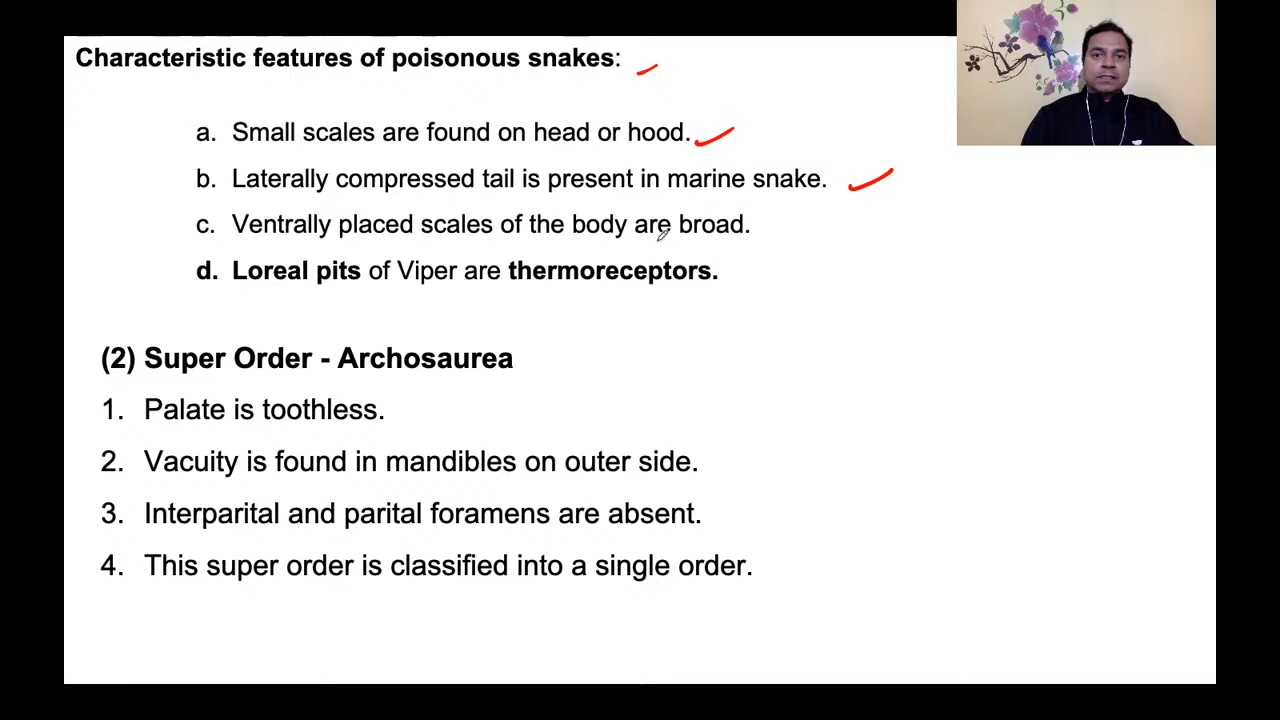 Characteristic features of poisonous snakes:
a. Small scales are found on head or hood.
b. Laterally compressed tail is present in marine snake.
c. Ventrally placed scales of the body are broad.
d. Loreal pits of Viper are thermoreceptors.
(2) Super Order - Archosaurea
1. Palate is toothless.
2. Vacuity is found in mandibles on outer side.
3. Interparital and parital foramens are absent.
4. This super order is classified into a single order.